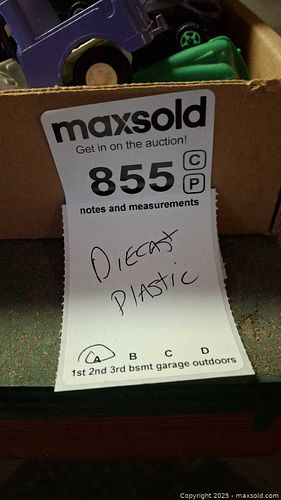 maxsold
Get in on the auction!
855 C
P
notes and measurements
DIECAST
PLASTIC
A B C D
1st 2nd 3rd bsmt garage outdoors
Copyright © 2025 - maxsold.com